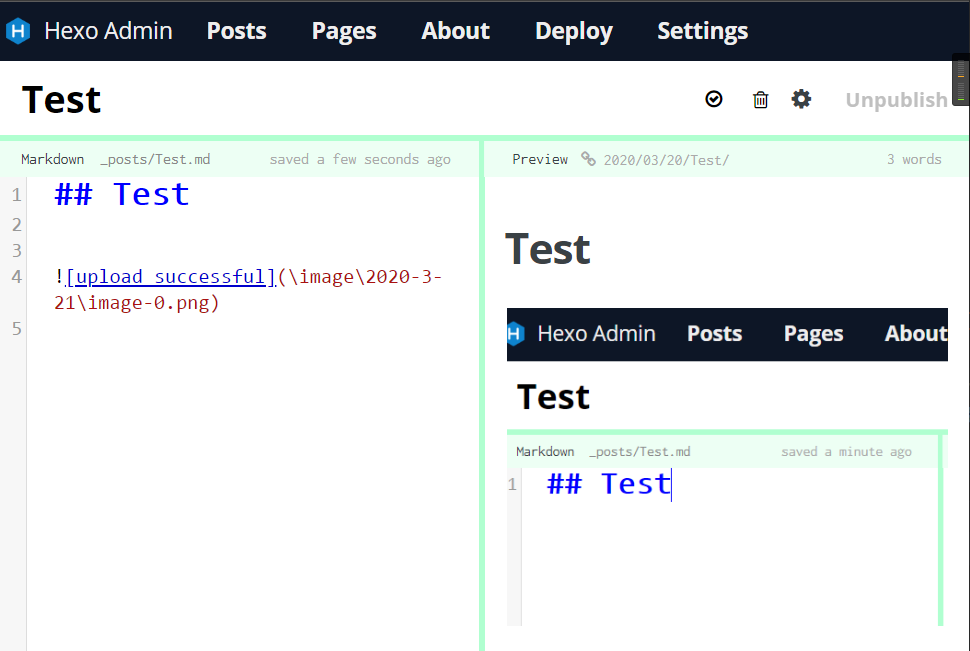 H Hexo Admin Posts Pages About Deploy Settings
Test
Unpublish
Markdown _posts/Test.md saved a few seconds ago
1 ## Test
2
3
4 ![upload successful](\image\2020-3-
21\image-0.png)
5
Preview 2020/03/20/Test/ 3 words
Test
H Hexo Admin Posts Pages About
Test
Markdown _posts/Test.md saved a minute ago
1 ## Test